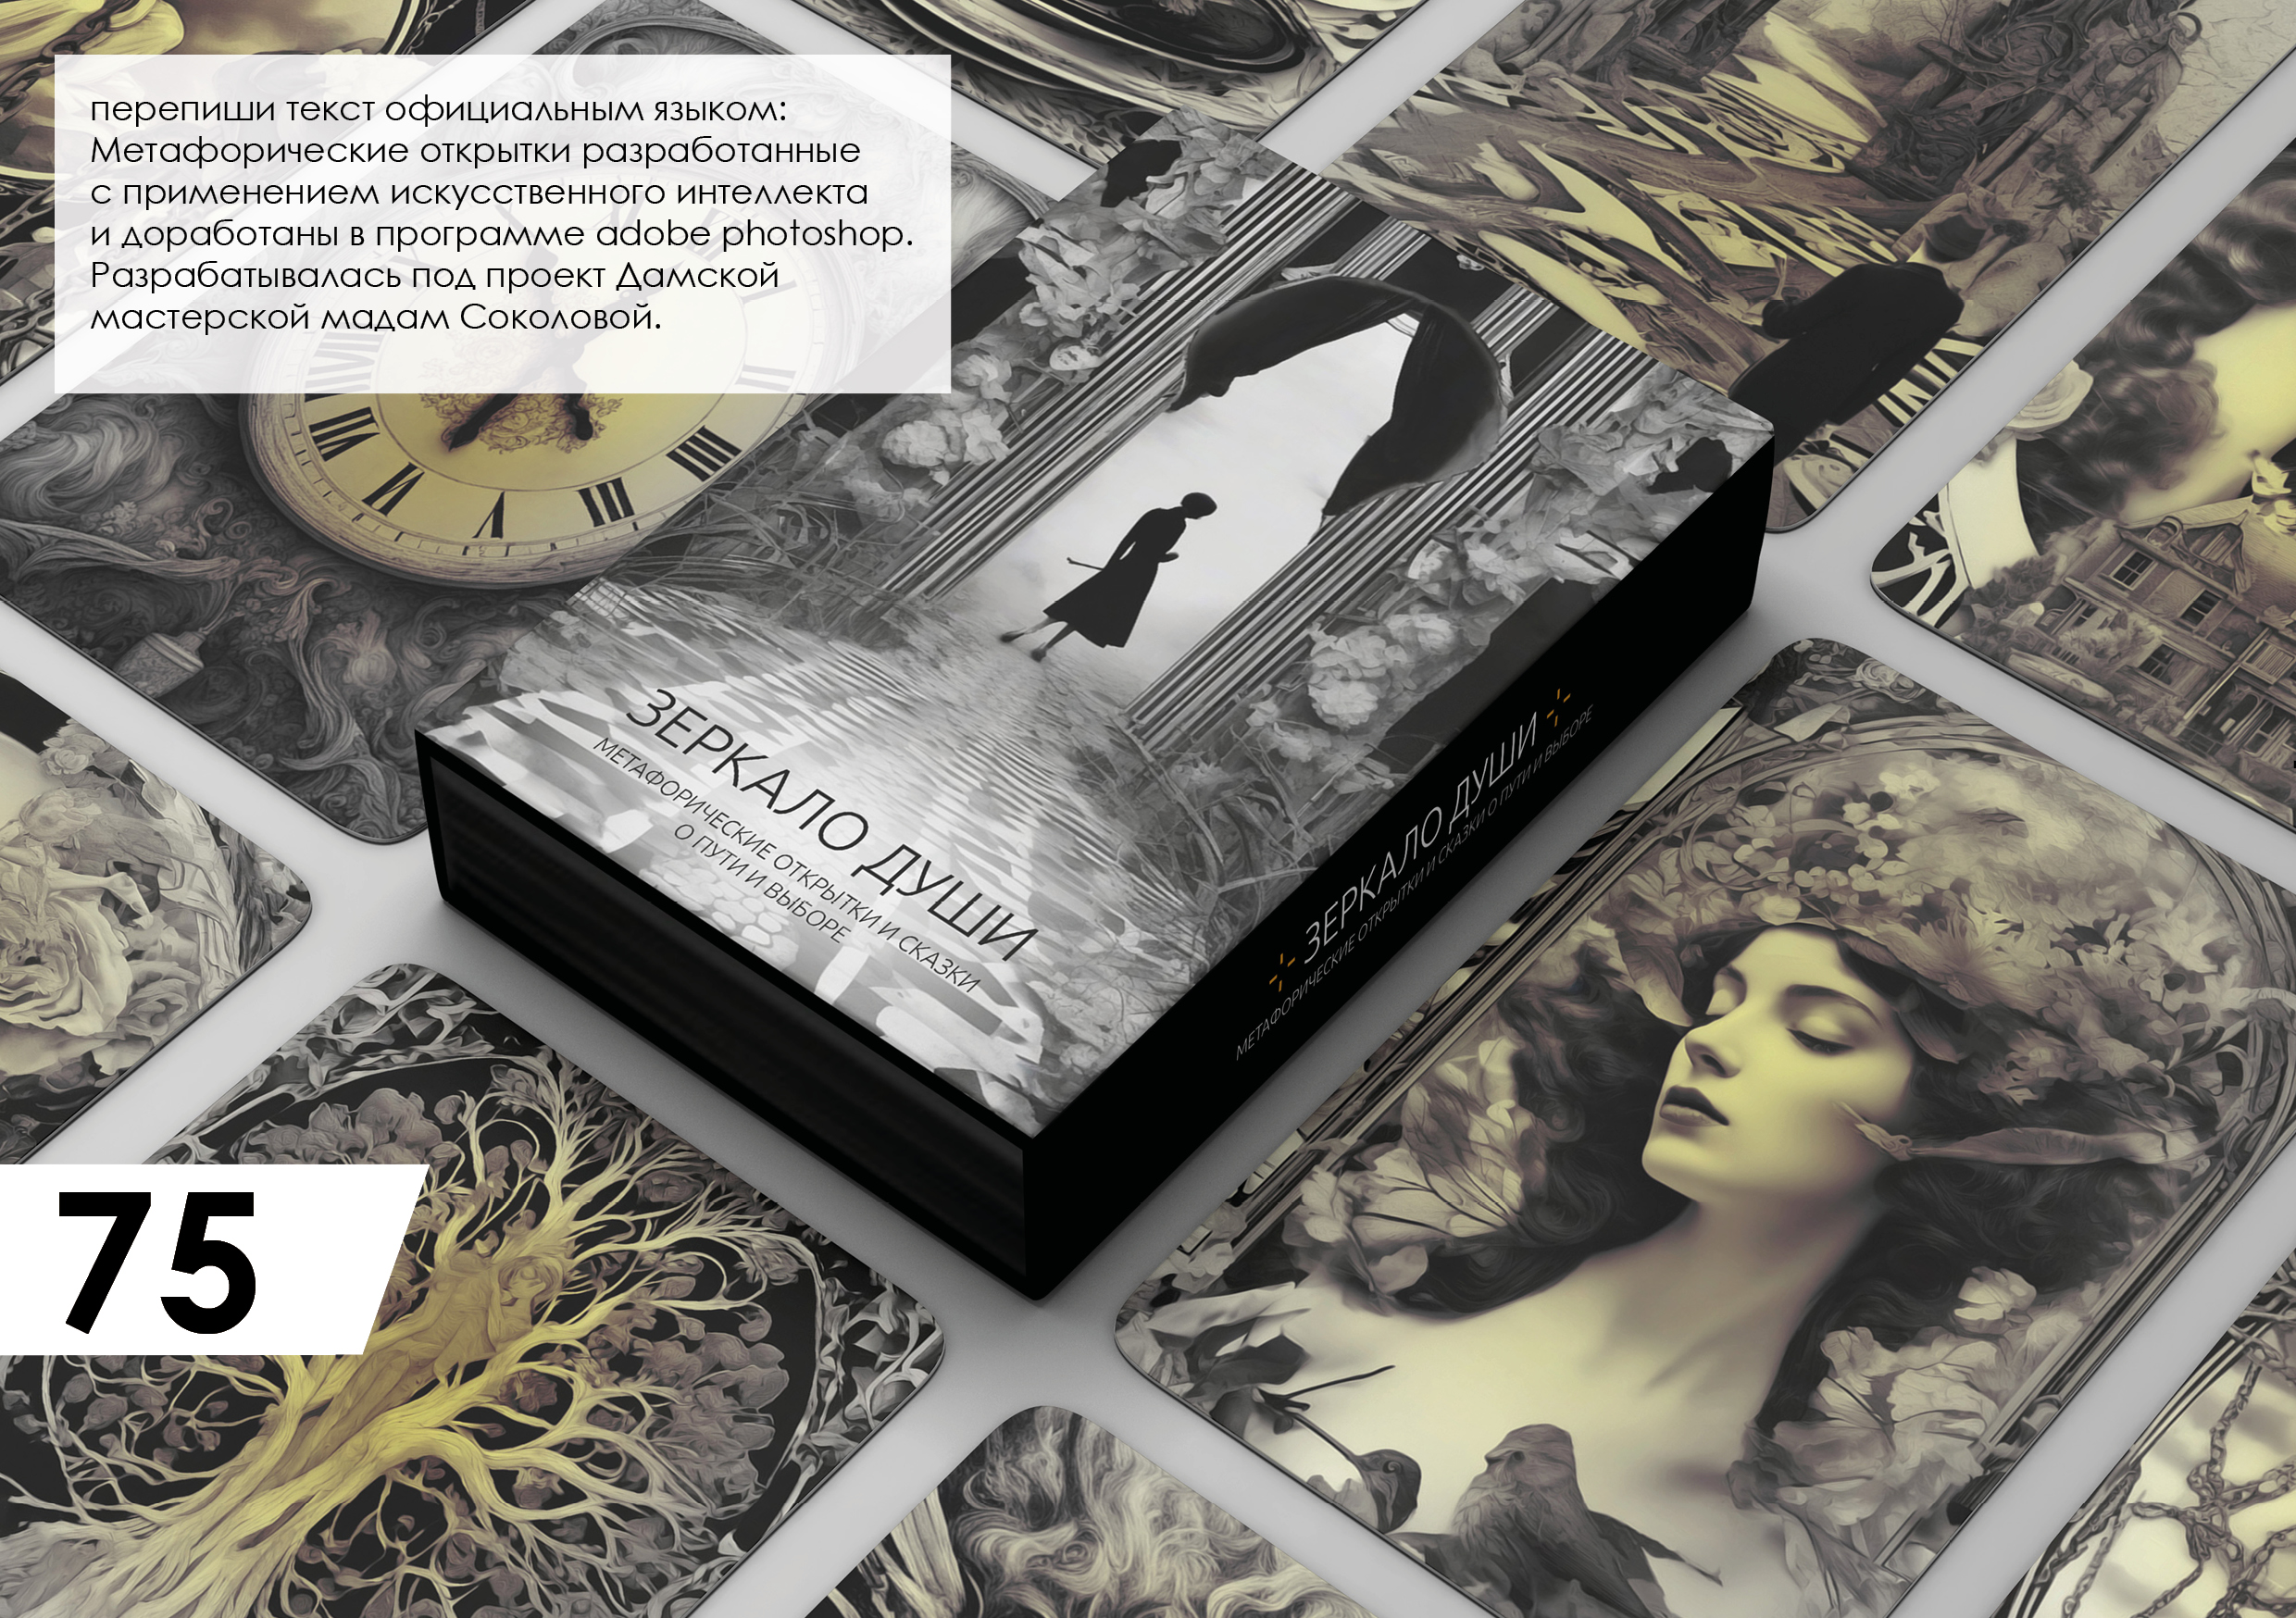 перепиши текст официальным языком:
Метафорические открытки разработанные
с применением искусственного интеллекта
и доработаны в программе adobe photoshop.
Разрабатывалась под проект Дамской
мастерской мадам Соколовой.
ЗЕРКАЛО ДУШИ
МЕТАФОРИЧЕСКИЕ ОТКРЫТКИ И СКАЗКИ
О ПУТИ И ВЫБОРЕ
ЗЕРКАЛО ДУШИ
МЕТАФОРИЧЕСКИЕ ОТКРЫТКИ И СКАЗКИ О ПУТИ И ВЫБОРЕ
75